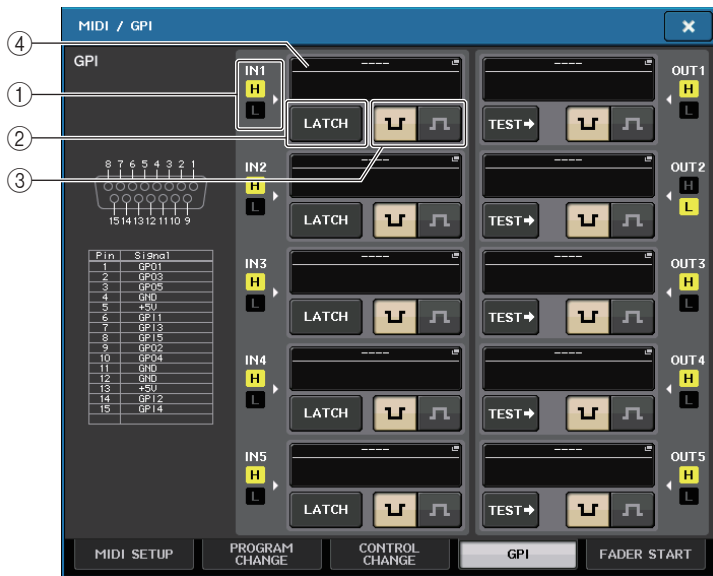 MIDI / GPI
GPI
④
①
②
③
IN1
H
L
----
LATCH
----
TEST
OUT1
H
L
8 7 6 5 4 3 2 1
15 14 13 12 11 10 9
IN2
H
L
----
LATCH
----
TEST
OUT2
H
L
Pin Signal
1 GPO1
2 GPO3
3 GPO5
4 GND
5 +5V
6 GPI1
7 GPI3
8 GPI5
9 GPO2
10 GPO4
11 GND
12 GND
13 +5V
14 GPI2
15 GPI4
IN3
H
L
----
LATCH
----
TEST
OUT3
H
L
IN4
H
L
----
LATCH
----
TEST
OUT4
H
L
IN5
H
L
----
LATCH
----
TEST
OUT5
H
L
MIDI SETUP
PROGRAM
CHANGE
CONTROL
CHANGE
GPI
FADER START